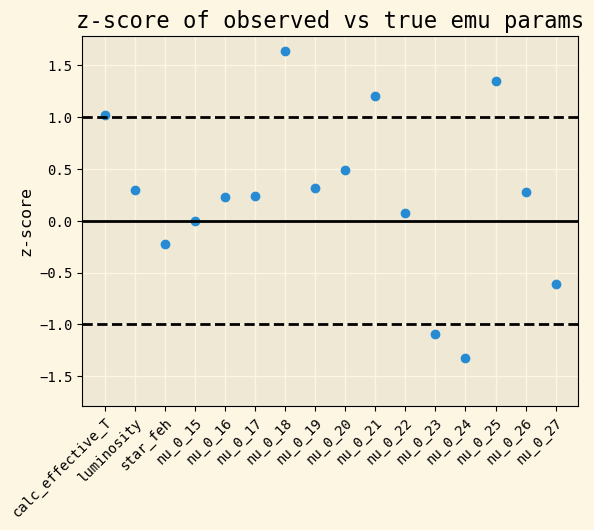 z-score of observed vs true emu params
z-score
1.5
1.0
0.5
0.0
−0.5
−1.0
−1.5
calc_effective_T
luminosity
star_feh
nu_0_15
nu_0_16
nu_0_17
nu_0_18
nu_0_19
nu_0_20
nu_0_21
nu_0_22
nu_0_23
nu_0_24
nu_0_25
nu_0_26
nu_0_27